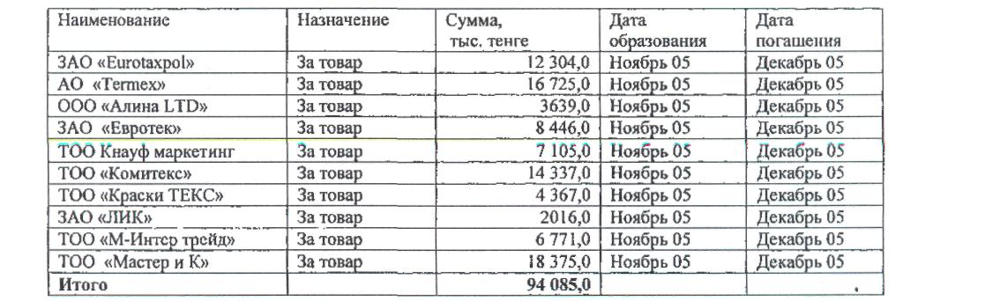 Наименование Назначение Сумма, тыс. тенге Дата образования Дата погашения
ЗАО «Eurotaxpol» За товар 12 304,0 Ноябрь 05 Декабрь 05
АО «Termex» За товар 16 725,0 Ноябрь 05 Декабрь 05
ООО «Алина LTD» За товар 3639,0 Ноябрь 05 Декабрь 05
ЗАО «Евротек» За товар 8 446,0 Ноябрь 05 Декабрь 05
ТОО Кнауф маркетинг За товар 7 105,0 Ноябрь 05 Декабрь 05
ТОО «Комитекс» За товар 14 337,0 Ноябрь 05 Декабрь 05
ТОО «Краски ТЕКС» За товар 4 367,0 Ноябрь 05 Декабрь 05
ЗАО «ЛИК» За товар 2016,0 Ноябрь 05 Декабрь 05
ТОО «М-Интер трейд» За товар 6 771,0 Ноябрь 05 Декабрь 05
ТОО «Мастер и К» За товар 18 375,0 Ноябрь 05 Декабрь 05
Итого 94 085,0